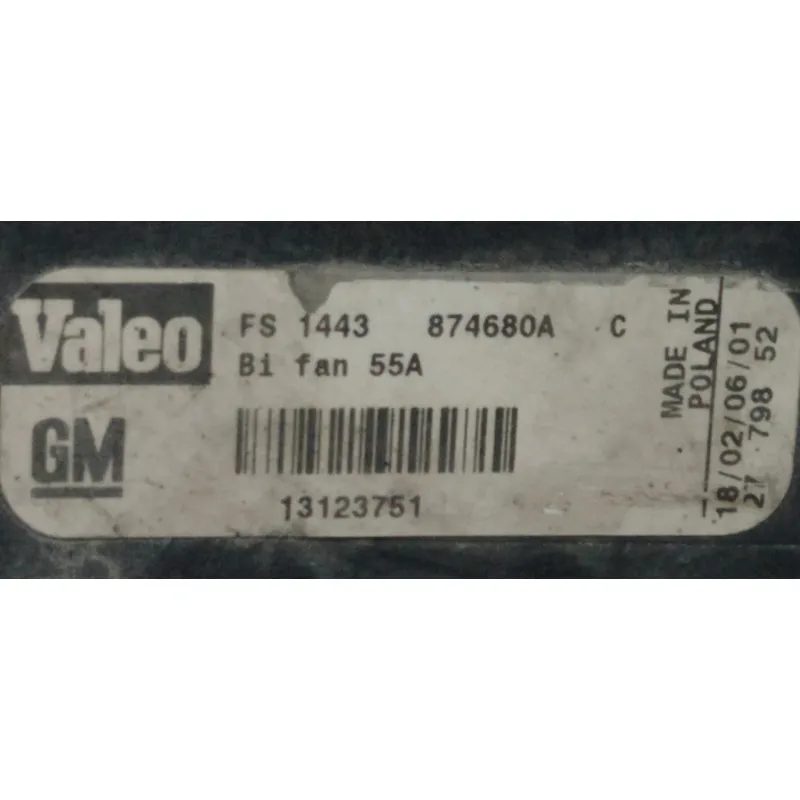 Valeo
FS 1443 874680A C
Bi fan 55A
GM
13123751
MADE IN
POLAND
18/02/06/01
27 798 52